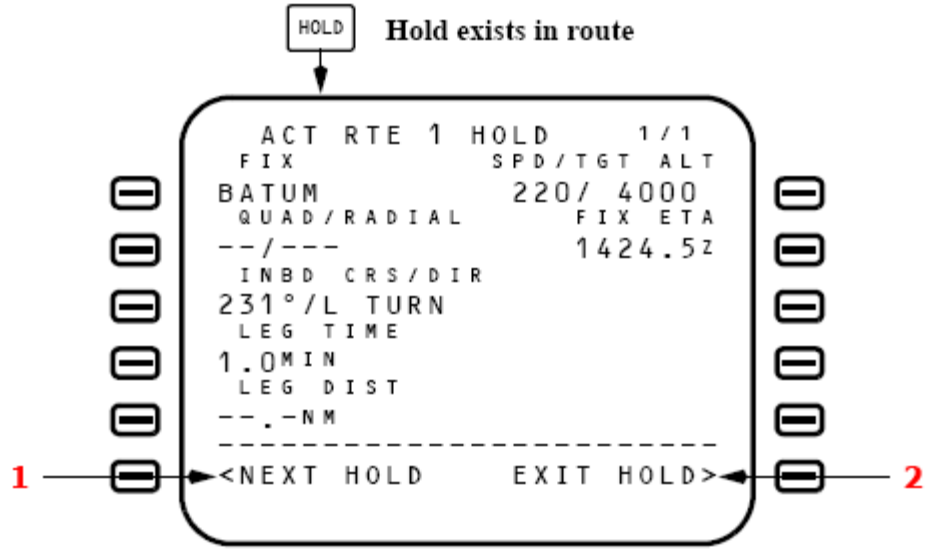 HOLD
Hold exists in route
ACT RTE 1 HOLD 1/1
FIX SPD/TGT ALT
BATUM 220/ 4000
QUAD/RADIAL FIX ETA
--/--- 1424.5Z
INBD CRS/DIR
231°/L TURN
LEG TIME
1.0MIN
LEG DIST
--.-NM
-------------------------
1 <NEXT HOLD EXIT HOLD> 2